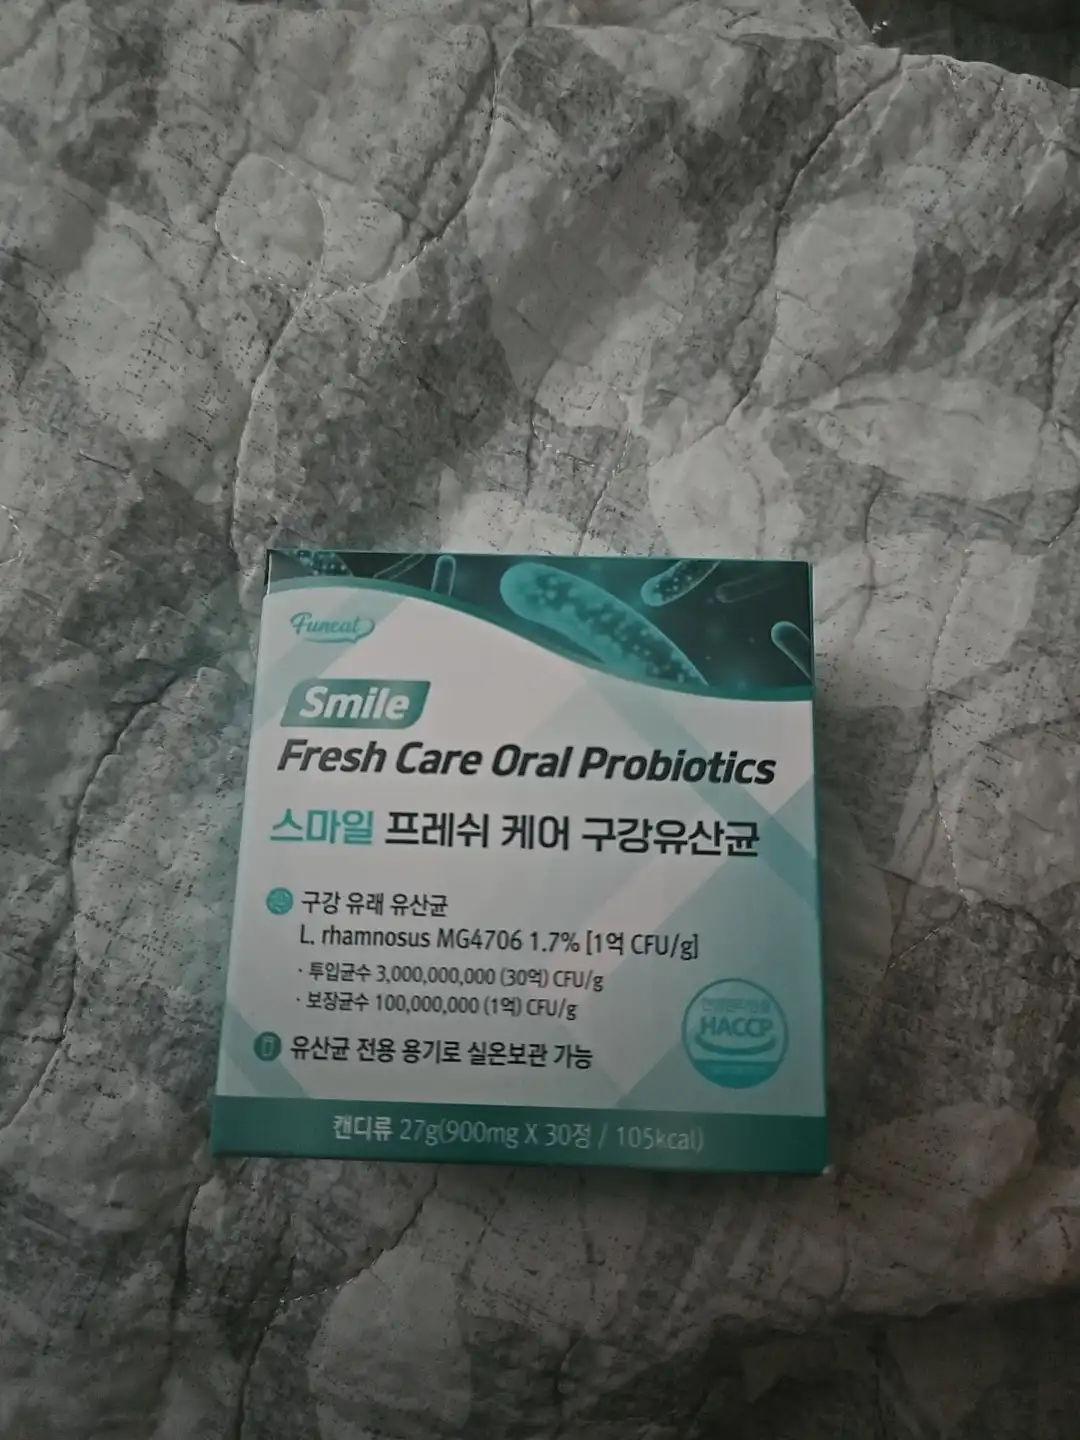 Funeat
Smile
Fresh Care Oral Probiotics
스마일 프레쉬 케어 구강유산균
구강 유래 유산균
L. rhamnosus MG4706 1.7% [1억 CFU/g]
· 투입균수 3,000,000,000 (30억) CFU/g
· 보장균수 100,000,000 (1억) CFU/g
유산균 전용 용기로 실온보관 가능
HACCP
캔디류 27g(900mg X 30정 / 105kcal)